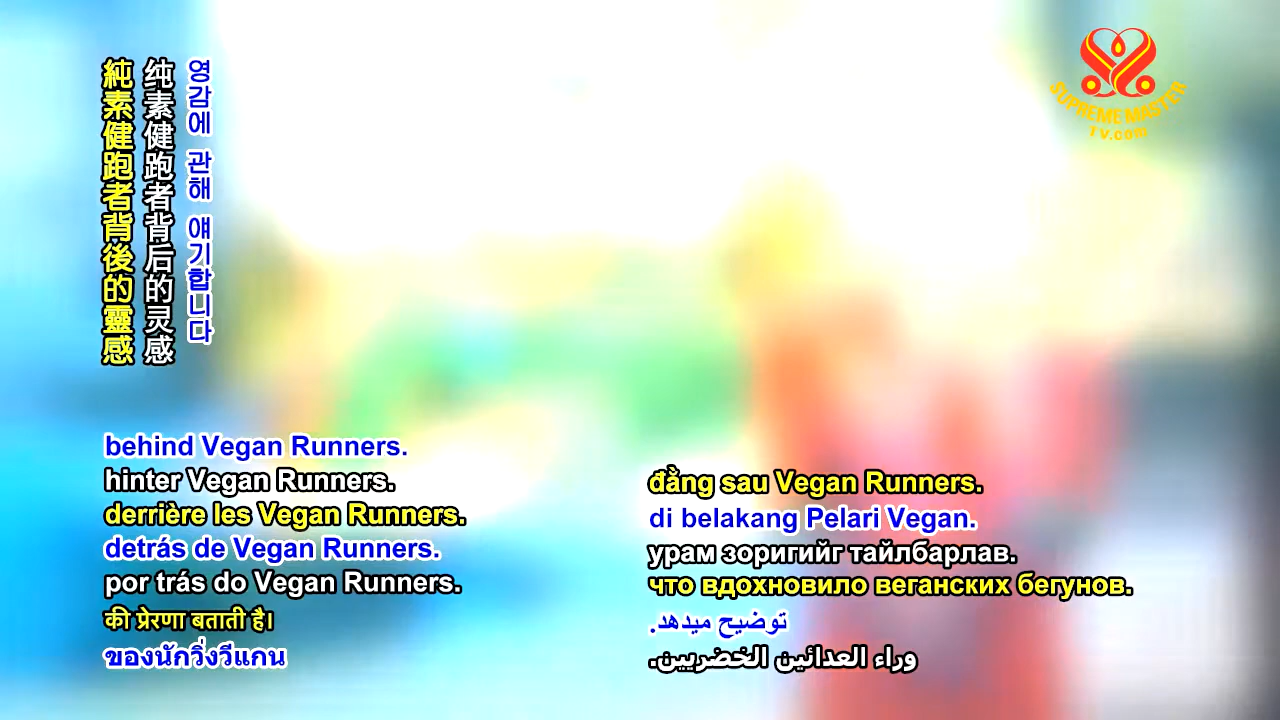 純素健跑者背後的靈感
纯素健跑者背后的灵感
영감에 관해 얘기합니다
SUPREME MASTER
TV.com
behind Vegan Runners.
hinter Vegan Runners.
derrière les Vegan Runners.
detrás de Vegan Runners.
por trás do Vegan Runners.
की प्रेरणा बताती है।
ของนักวิ่งวีแกน
đằng sau Vegan Runners.
di belakang Pelari Vegan.
урам зоригийг тайлбарлав.
что вдохновило веганских бегунов.
توضیح میدهد.
وراء العدائين الخضريين.